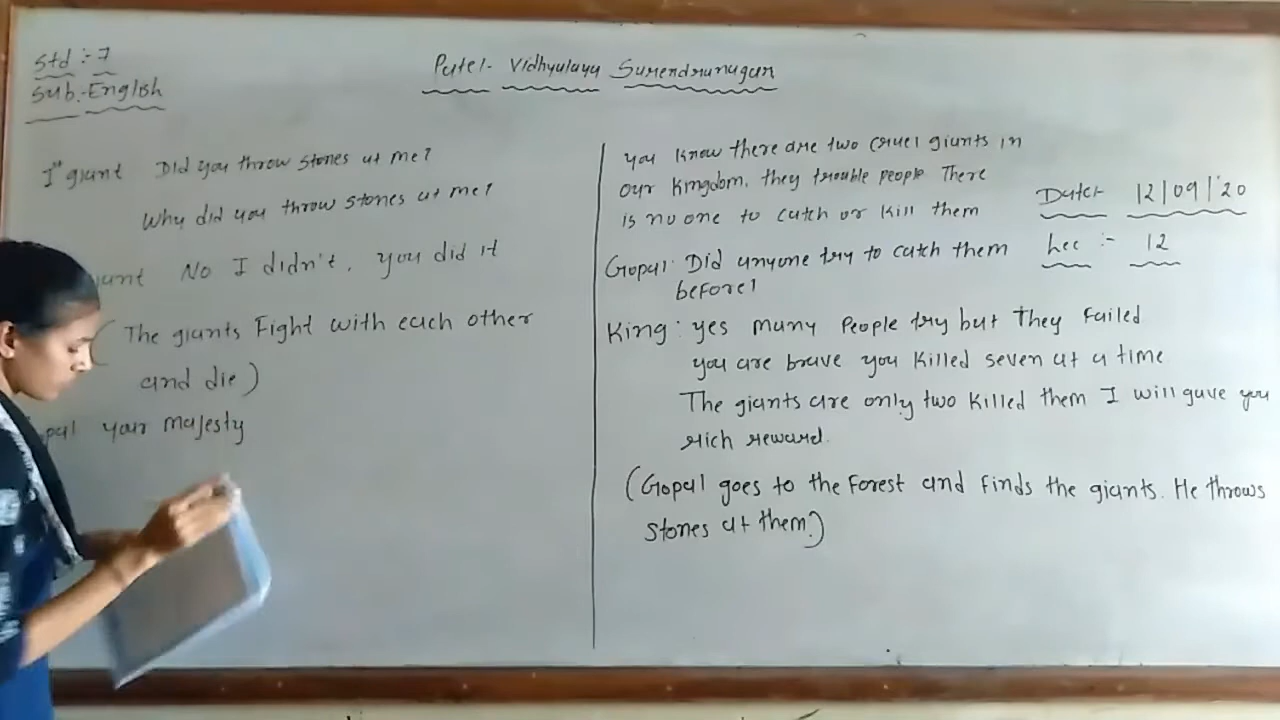 Std :- 7
Sub.-English
Patel- Vidhyalaya Surendranagar
1st giant Did you throw stones at me?
Why did you throw stones at me?
No I didn't, you did it
(The giants Fight with each other
and die)
your majesty
you know there are two cruel giants in
our kingdom. they trouble people There
is no one to catch or kill them
Date:- 12/09/'20
Lec :- 12
Gopal: Did anyone try to catch them
before?
King: yes many People try but They failed
you are brave you killed seven at a time
The giants are only two killed them I will gave you
rich reward.
(Gopal goes to the forest and finds the giants. He throws
stones at them.)